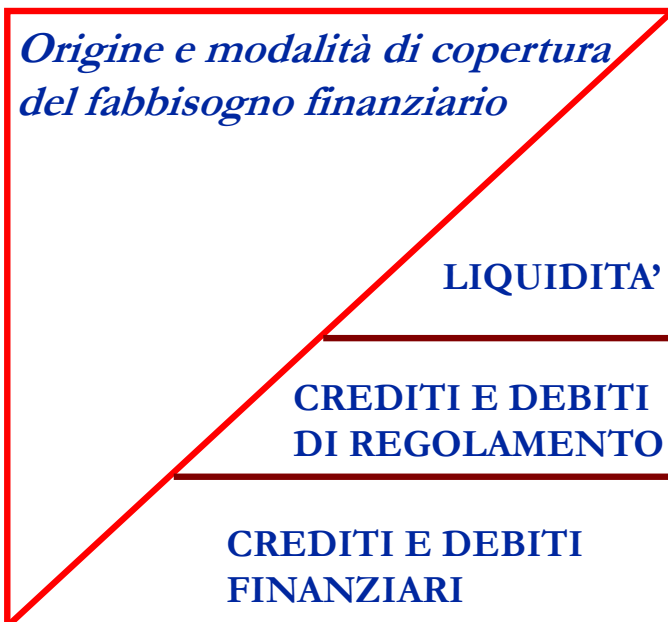 Origine e modalità di copertura
del fabbisogno finanziario
LIQUIDITA’
CREDITI E DEBITI
DI REGOLAMENTO
CREDITI E DEBITI
FINANZIARI